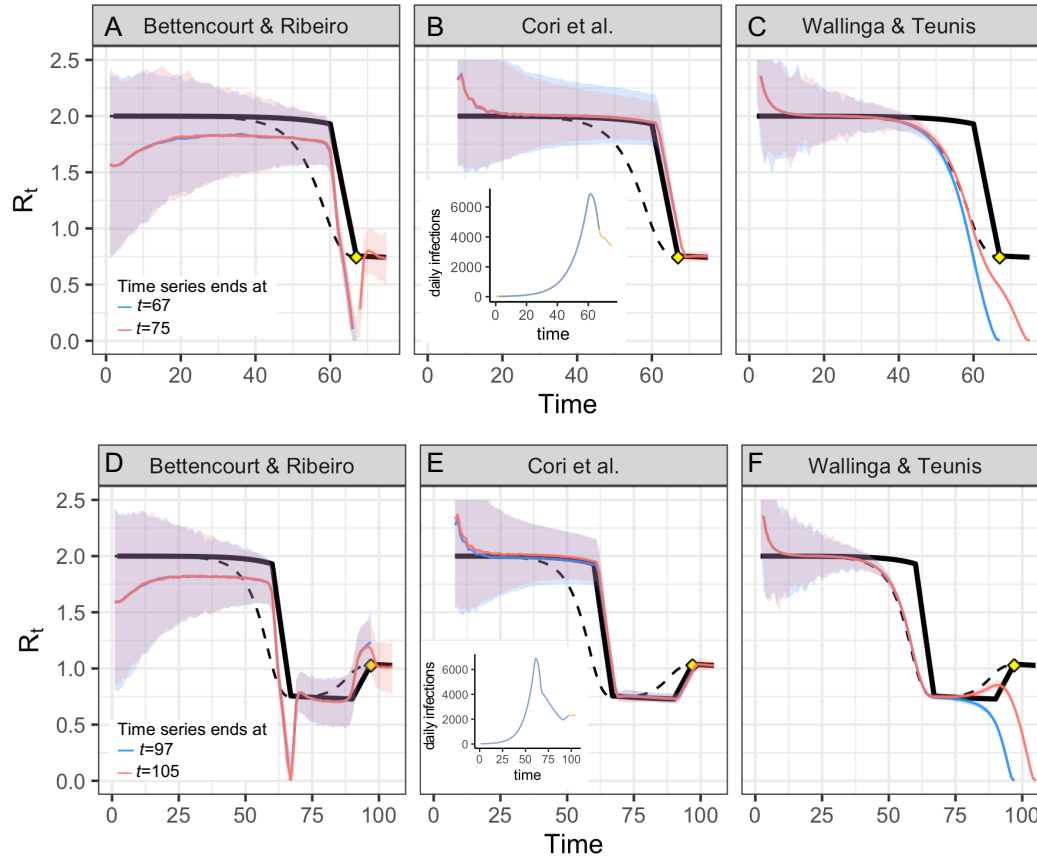 A Bettencourt & Ribeiro
B Cori et al.
C Wallinga & Teunis
Rt
2.5
2.0
1.5
1.0
0.5
0.0
Time series ends at
t=67
t=75
daily infections
6000
4000
2000
0
0 20 40 60
time
0 20 40 60
0 20 40 60
0 20 40 60
Time
D Bettencourt & Ribeiro
E Cori et al.
F Wallinga & Teunis
Rt
2.5
2.0
1.5
1.0
0.5
0.0
Time series ends at
t=97
t=105
daily infections
6000
4000
2000
0
0 25 50 75 100
time
0 25 50 75 100
0 25 50 75 100
0 25 50 75 100
Time